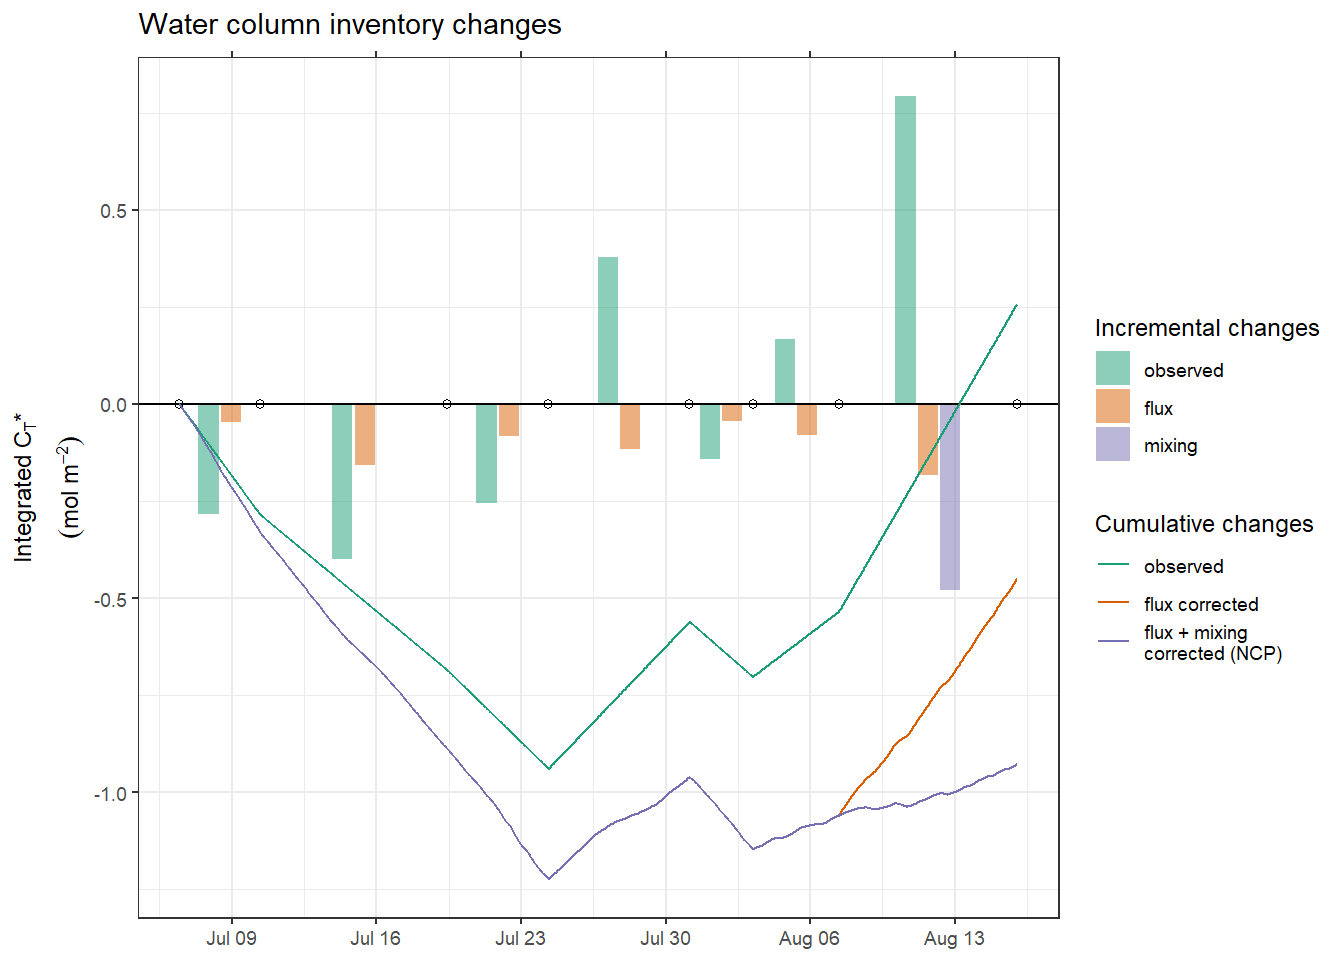 Water column inventory changes
Integrated C_T*
(mol m⁻²)
0.5
0.0
-0.5
-1.0
Jul 09
Jul 16
Jul 23
Jul 30
Aug 06
Aug 13
Incremental changes
observed
flux
mixing
Cumulative changes
observed
flux corrected
flux + mixing
corrected (NCP)